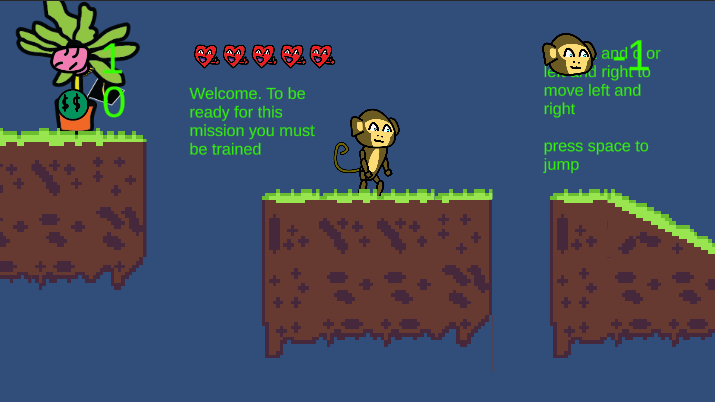 1
0
$$
Welcome. To be
ready for this
mission you must
be trained
-1
and d or
left and right to
move left and
right
press space to
jump